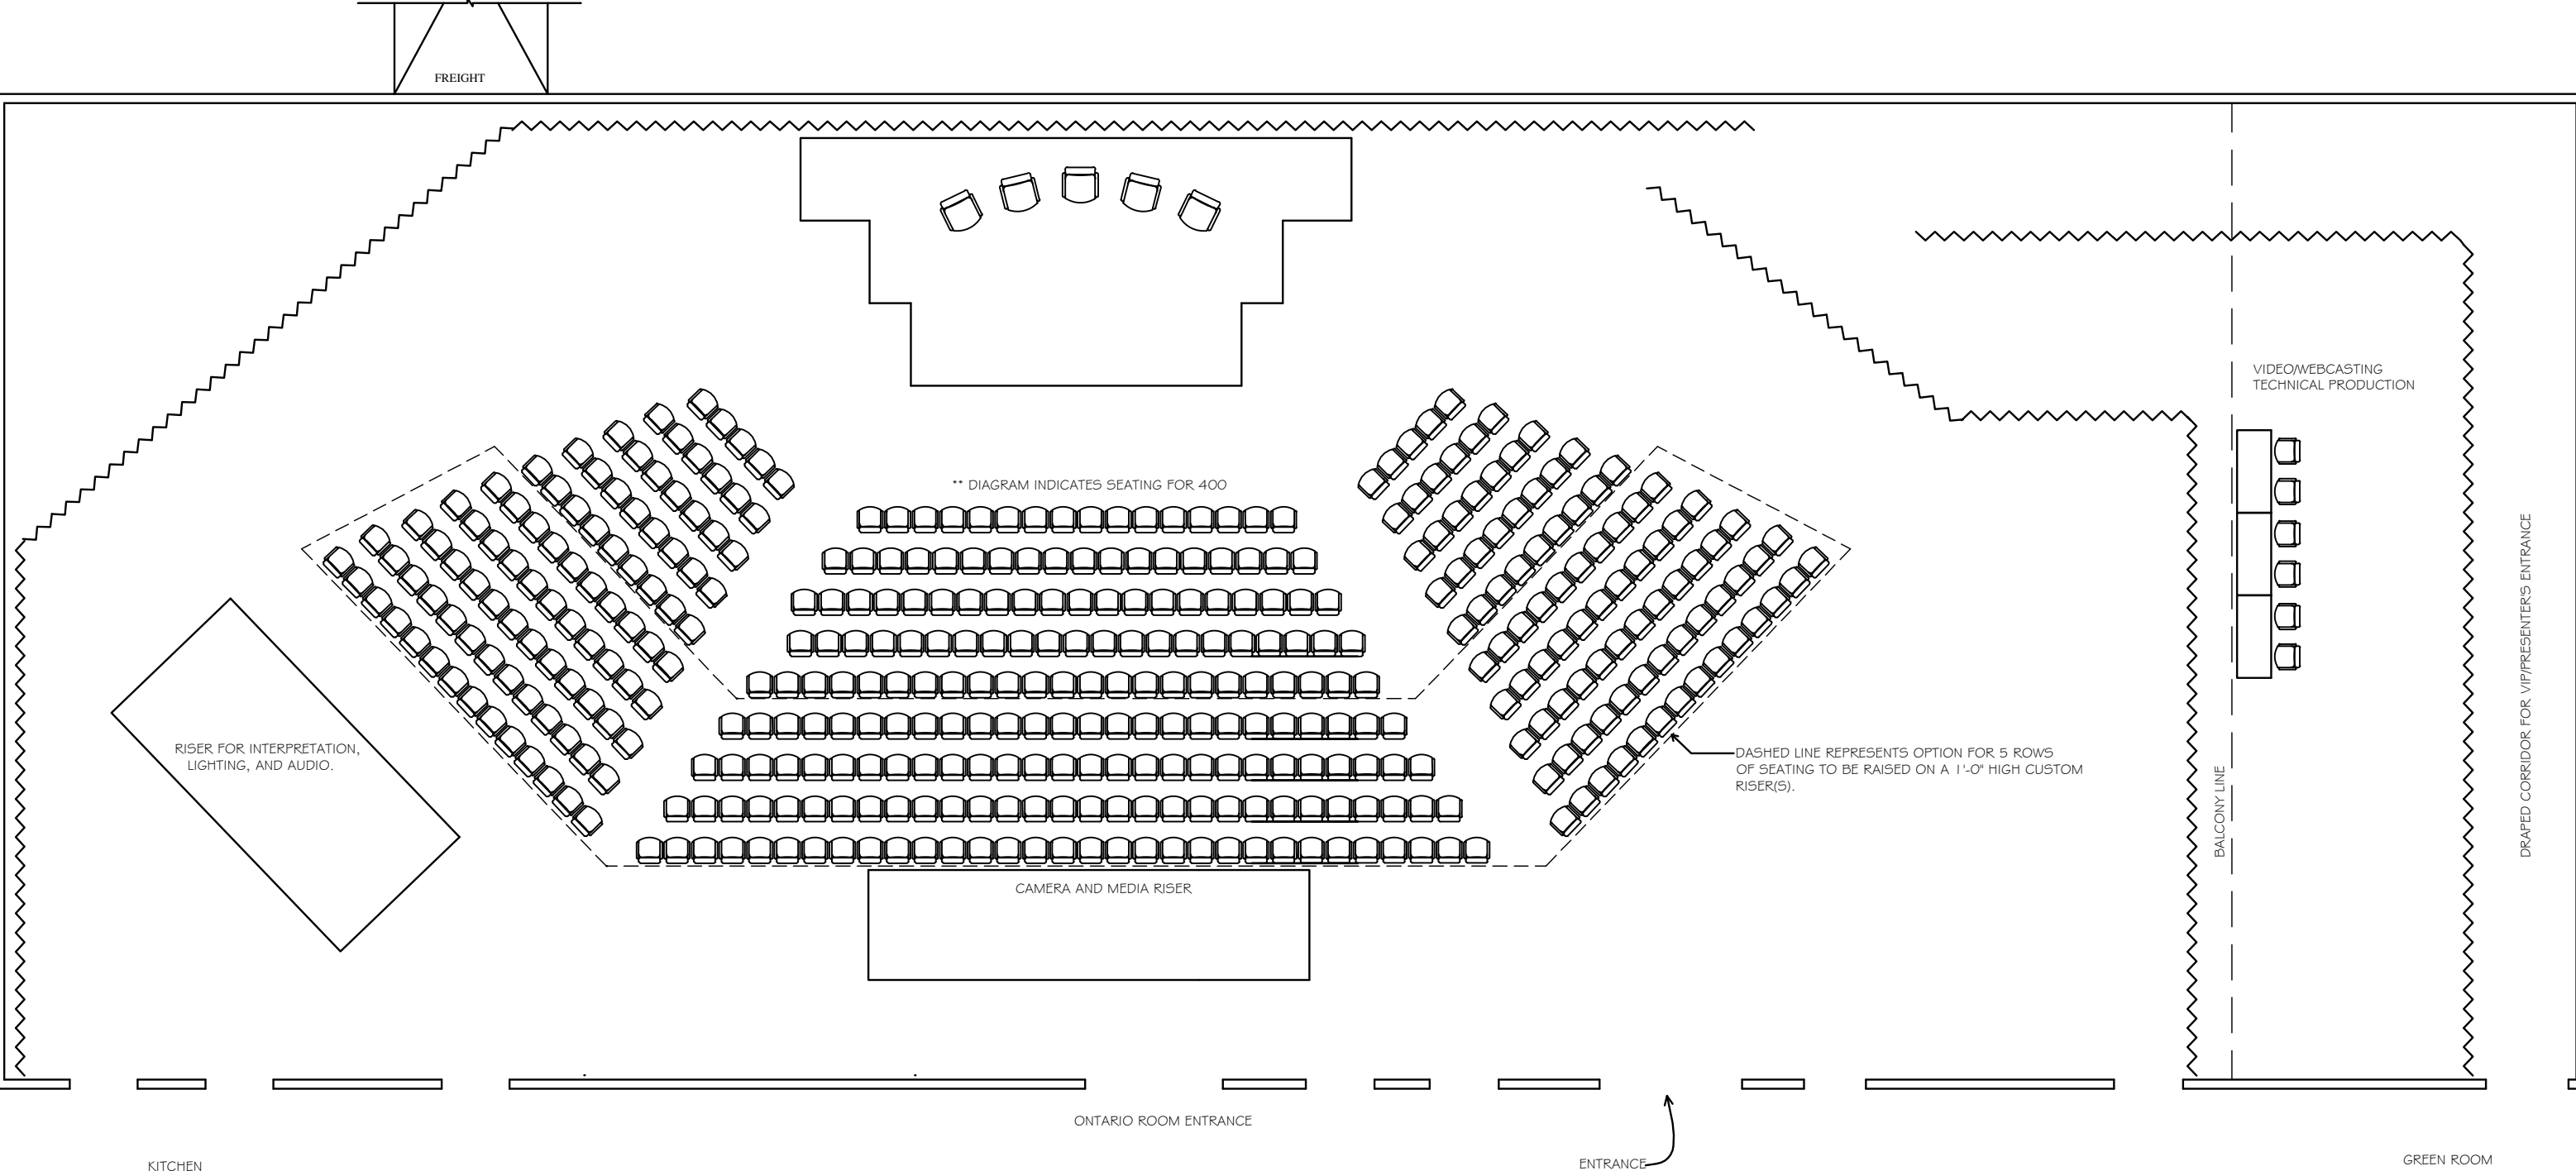 FREIGHT
VIDEO/WEBCASTING
TECHNICAL PRODUCTION
** DIAGRAM INDICATES SEATING FOR 400
RISER FOR INTERPRETATION,
LIGHTING, AND AUDIO.
DASHED LINE REPRESENTS OPTION FOR 5 ROWS
OF SEATING TO BE RAISED ON A 1'-0" HIGH CUSTOM
RISER(S).
BALCONY LINE
DRAPED CORRIDOR FOR VIP/PRESENTERS ENTRANCE
CAMERA AND MEDIA RISER
ONTARIO ROOM ENTRANCE
KITCHEN
ENTRANCE
GREEN ROOM